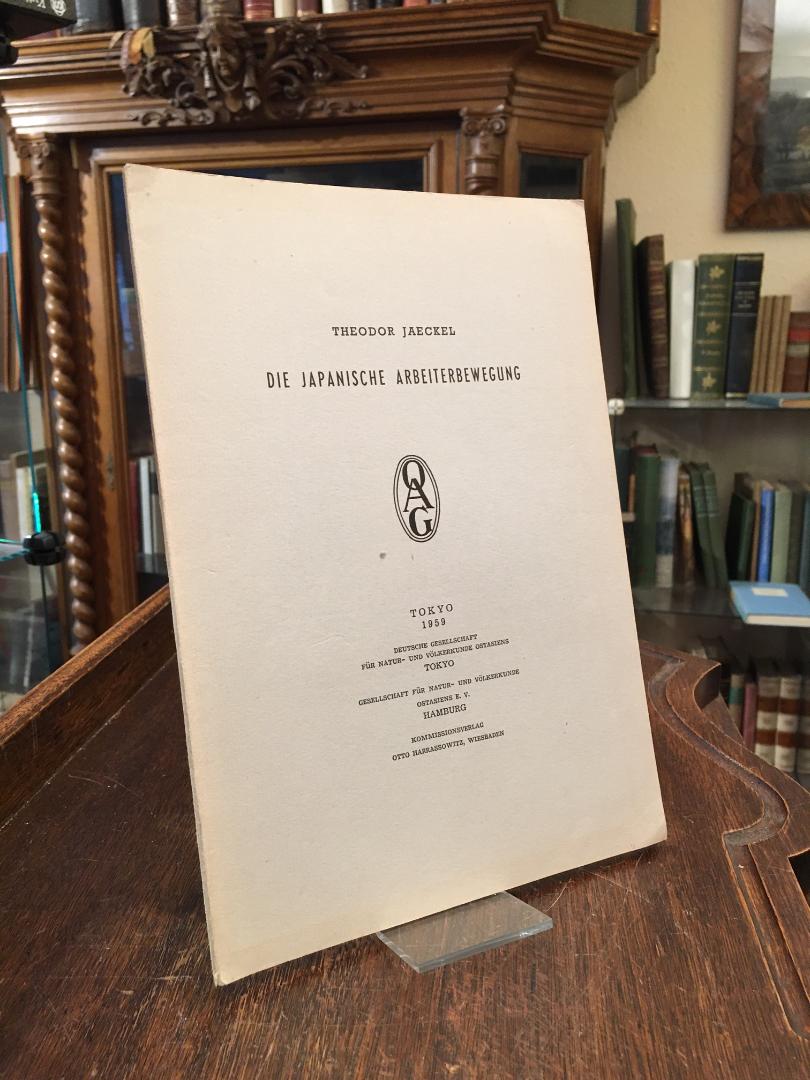 THEODOR JAECKEL
DIE JAPANISCHE ARBEITERBEWEGUNG
OAG
TOKYO
1959
DEUTSCHE GESELLSCHAFT
FÜR NATUR- UND VÖLKERKUNDE OSTASIENS
TOKYO
GESELLSCHAFT FÜR NATUR- UND VÖLKERKUNDE
OSTASIENS E. V.
HAMBURG
KOMMISSIONSVERLAG
OTTO HARRASSOWITZ, WIESBADEN